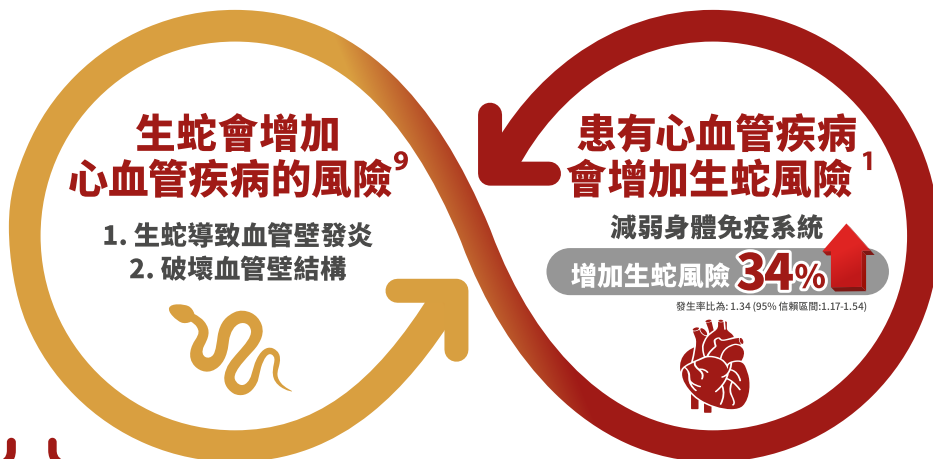 生蛇會增加
心血管疾病的風險9
1. 生蛇導致血管壁發炎
2. 破壞血管壁結構
患有心血管疾病
會增加生蛇風險1
減弱身體免疫系統
增加生蛇風險 34%
發生率比為: 1.34 (95% 信賴區間:1.17-1.54)